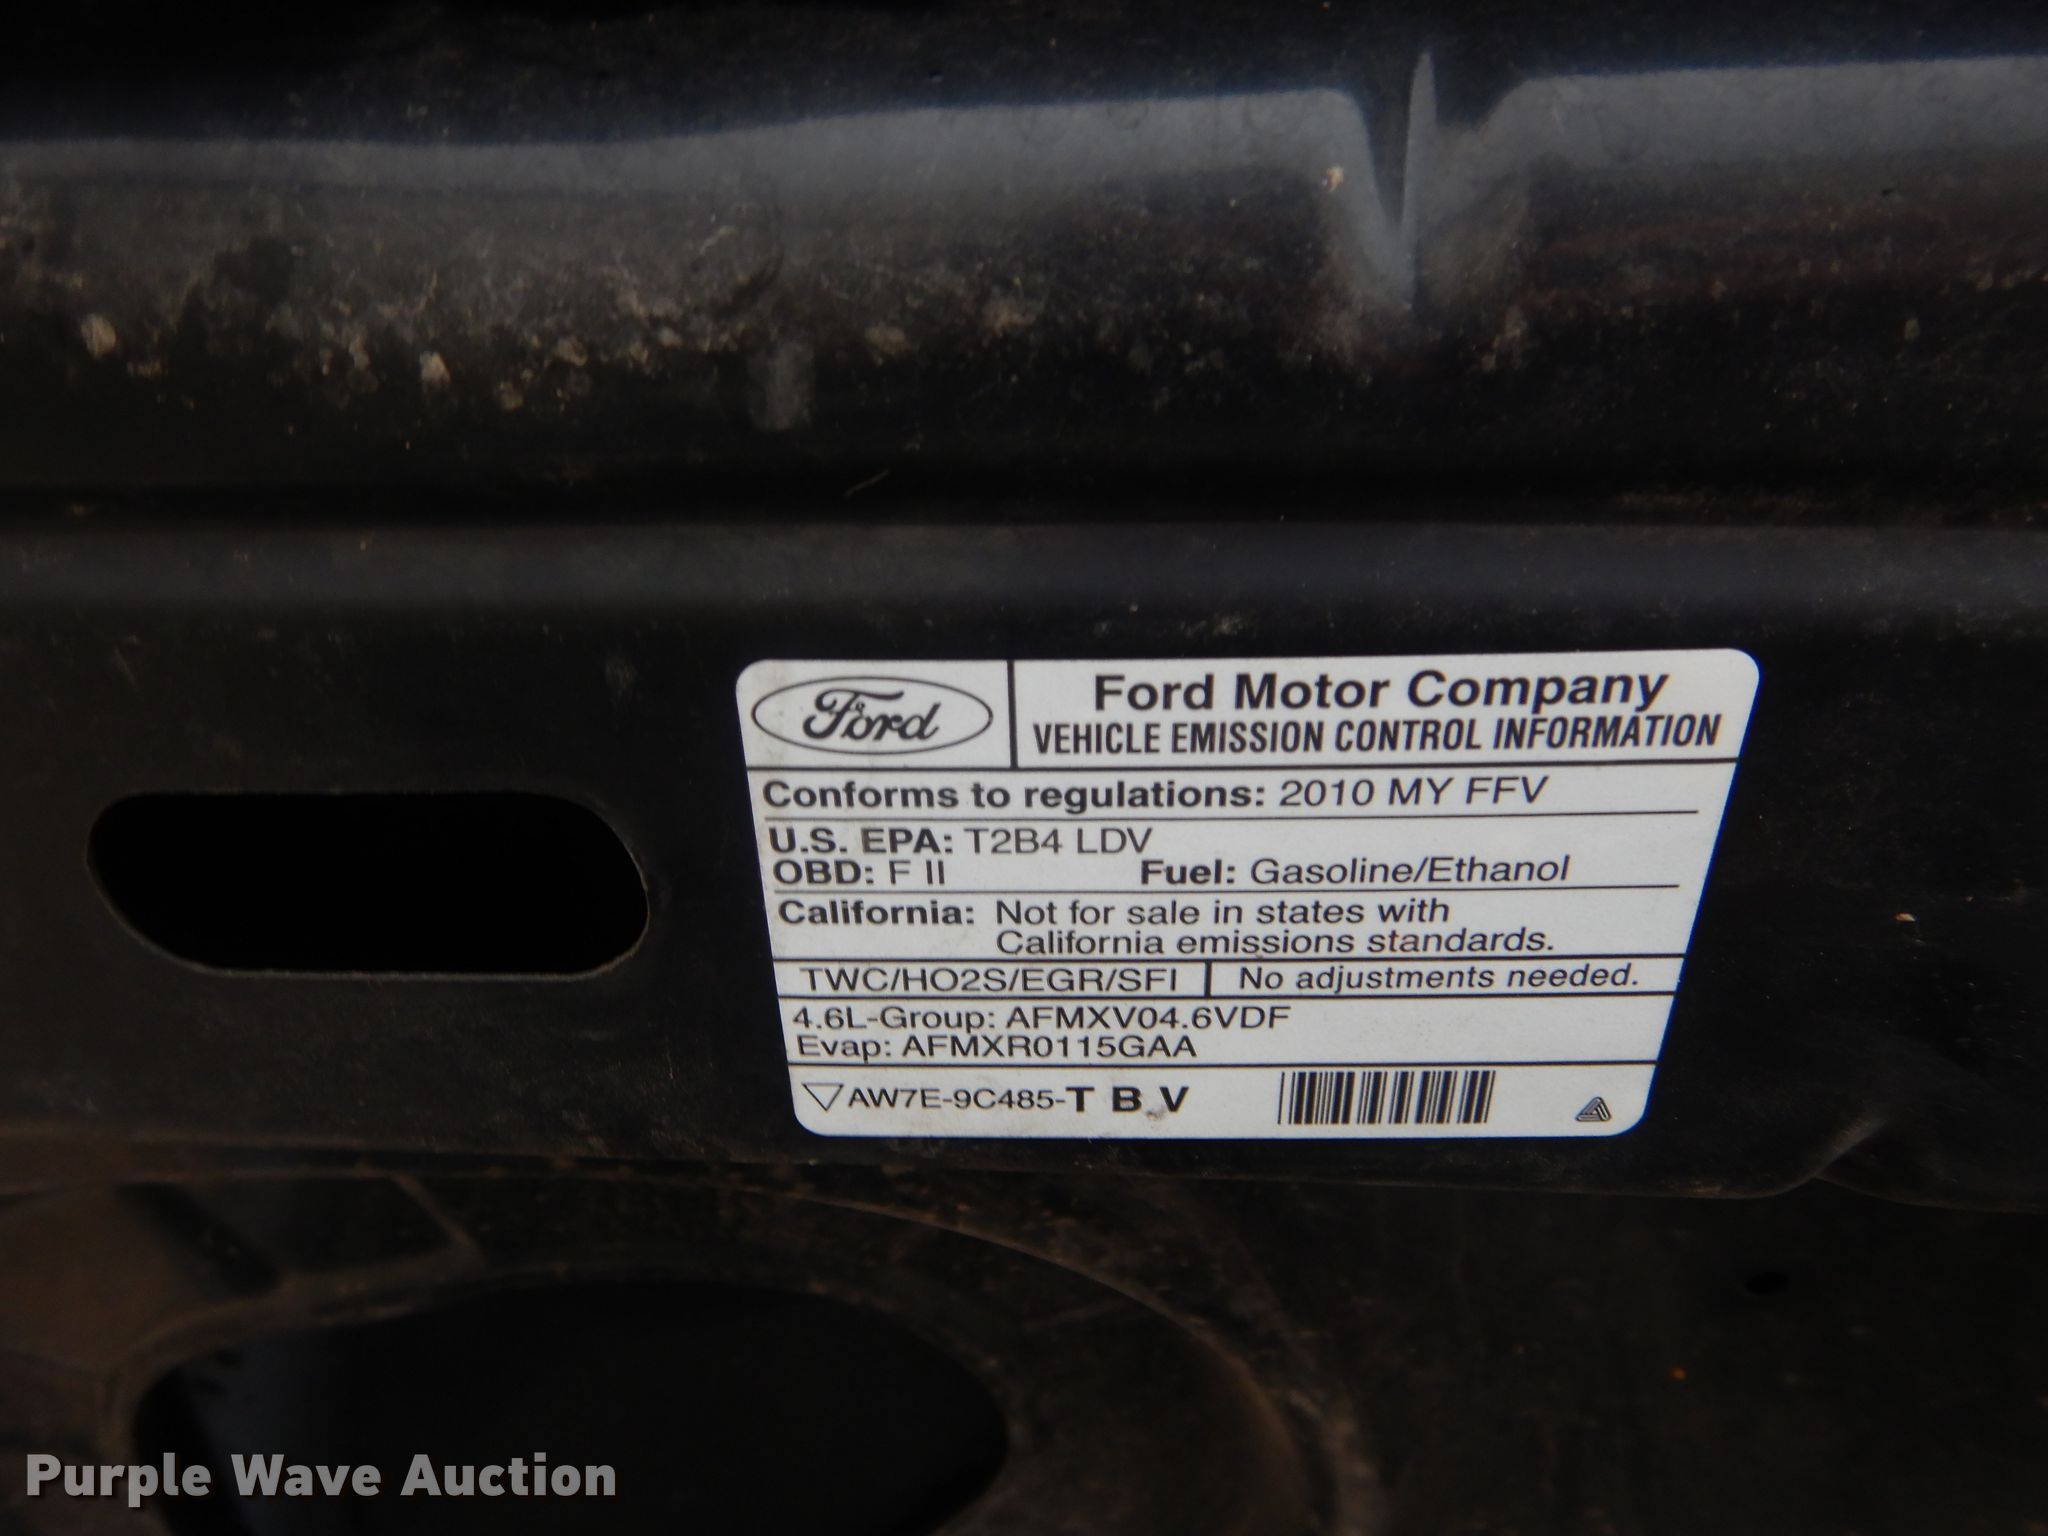 Ford
Ford Motor Company
VEHICLE EMISSION CONTROL INFORMATION
Conforms to regulations: 2010 MY FFV
U.S. EPA: T2B4 LDV
OBD: F II Fuel: Gasoline/Ethanol
California: Not for sale in states with
California emissions standards.
TWC/HO2S/EGR/SFI No adjustments needed.
4.6L-Group: AFMXV04.6VDF
Evap: AFMXR0115GAA
AW7E-9C485-T B V
Purple Wave Auction